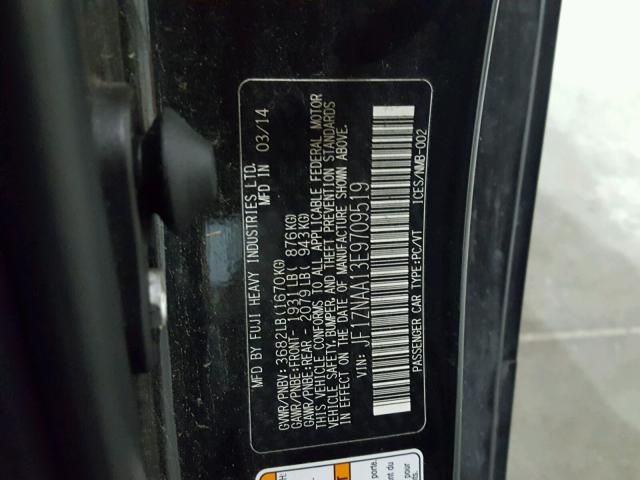 MFD BY FUJI HEAVY INDUSTRIES LTD.
MFD IN 03/14
GVWR/PNBV: 3682LB(1670KG)
GAWR/PNBE:FRONT- 1931LB( 876KG)
GAWR/PNBE:REAR - 2079LB( 943KG)
THIS VEHICLE CONFORMS TO ALL APPLICABLE FEDERAL MOTOR
VEHICLE SAFETY, BUMPER, AND THEFT PREVENTION STANDARDS
IN EFFECT ON THE DATE OF MANUFACTURE SHOWN ABOVE.
VIN: JF1ZNAA13E9709519
PASSENGER CAR TYPE:PC/VT ICES/NMB-002
porte
pour